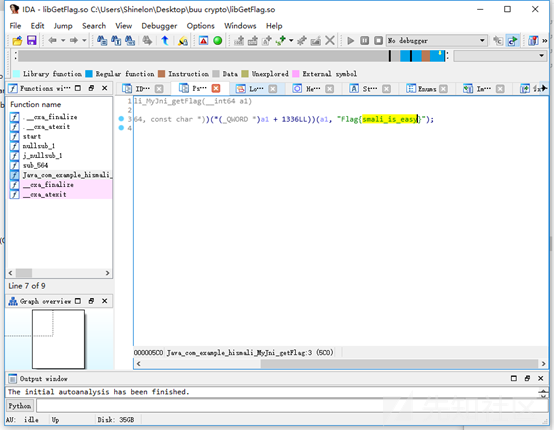 IDA - libGetFlag.so C:\Users\Shinelon\Desktop\buu crypto\libGetFlag.so
File Edit Jump Search View Debugger Options Windows Help
No debugger
Library function Regular function Instruction Data Unexplored External symbol
Functions wi⋯
ID⋯ Ps⋯ Lo⋯ He⋯ St⋯ Enums Im⋯ Ex⋯
Function name
.__cxa_finalize
.__cxa_atexit
start
nullsub_1
j_nullsub_1
sub_564
Java_com_example_hismali_
__cxa_finalize
__cxa_atexit
li_MyJni_getFlag(__int64 a1)
3 64, const char *))(*(_QWORD *)a1 + 1336LL))(a1, "Flag{smali_is_easy}");
4
Line 7 of 9
Graph overview
000005C0 Java_com_example_hismali_MyJni_getFlag:3 (5C0)
Output window
The initial autoanalysis has been finished.
Python
AU: idle Up Disk: 35GB